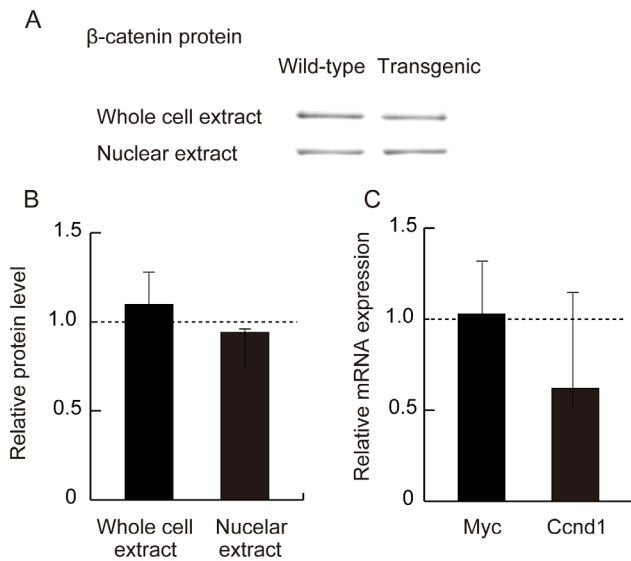 A
β-catenin protein
Wild-type Transgenic
Whole cell extract
Nuclear extract
B
Relative protein level
1.5
1.0
0.5
0
Whole cell
extract
Nucelar
extract
C
Relative mRNA expression
1.5
1.0
0.5
0
Myc
Ccnd1